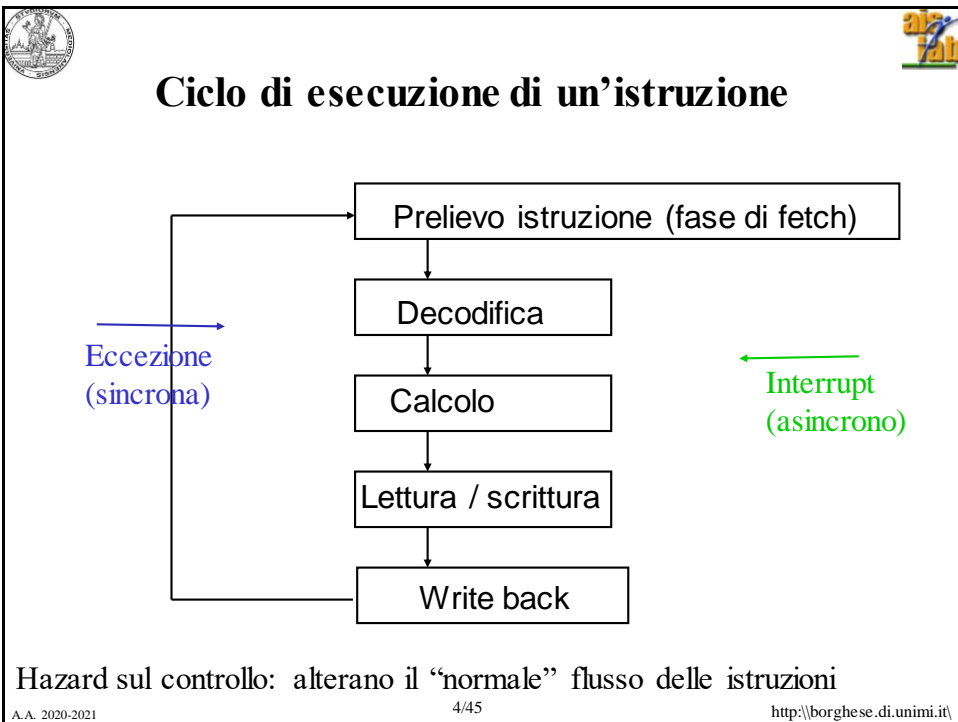 Ciclo di esecuzione di un’istruzione
Prelievo istruzione (fase di fetch)
Decodifica
Eccezione
(sincrona)
Interrupt
(asincrono)
Calcolo
Lettura / scrittura
Write back
Hazard sul controllo: alterano il “normale” flusso delle istruzioni
A.A. 2020-2021
4/45
http:\\borghese.di.unimi.it\